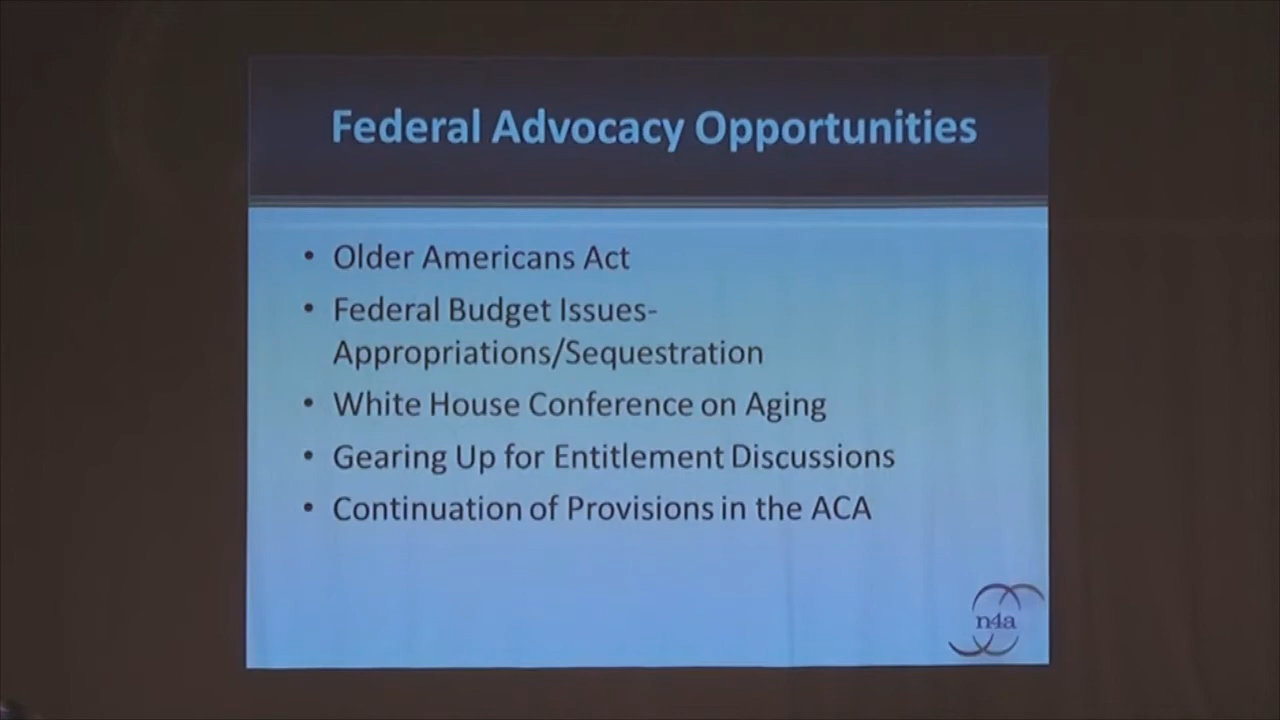 Federal Advocacy Opportunities
• Older Americans Act
• Federal Budget Issues-
Appropriations/Sequestration
• White House Conference on Aging
• Gearing Up for Entitlement Discussions
• Continuation of Provisions in the ACA
n4a